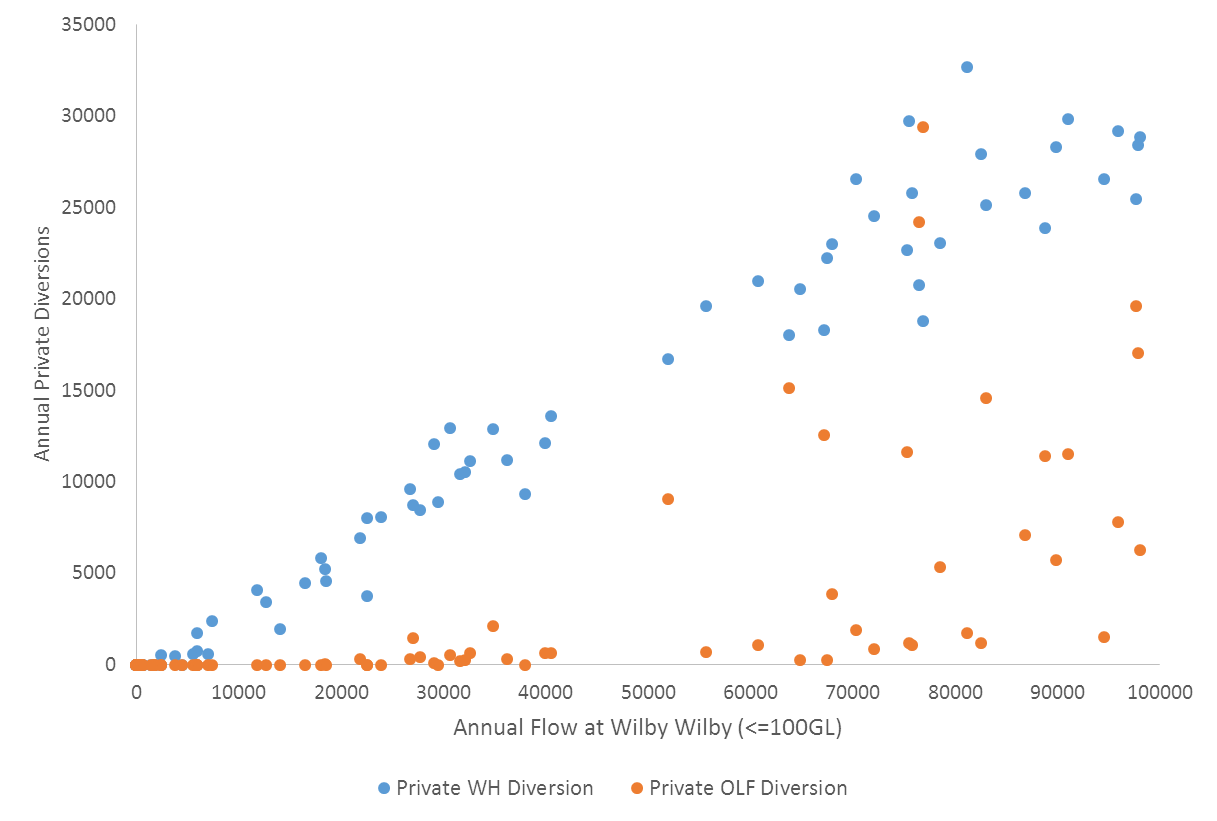 35000
30000
25000
20000
15000
10000
5000
0
Annual Private Diversions
0 10000 20000 30000 40000 50000 60000 70000 80000 90000 100000
Annual Flow at Wilby Wilby (<=100GL)
Private WH Diversion Private OLF Diversion